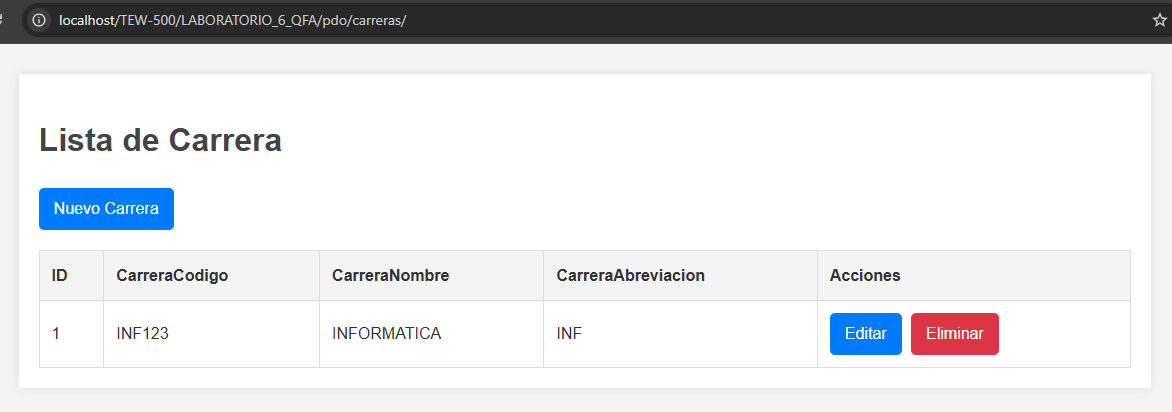 localhost/TEW-500/LABORATORIO_6_QFA/pdo/carreras/
Lista de Carrera
Nuevo Carrera
ID CarreraCodigo CarreraNombre CarreraAbreviacion Acciones
1 INF123 INFORMATICA INF Editar Eliminar